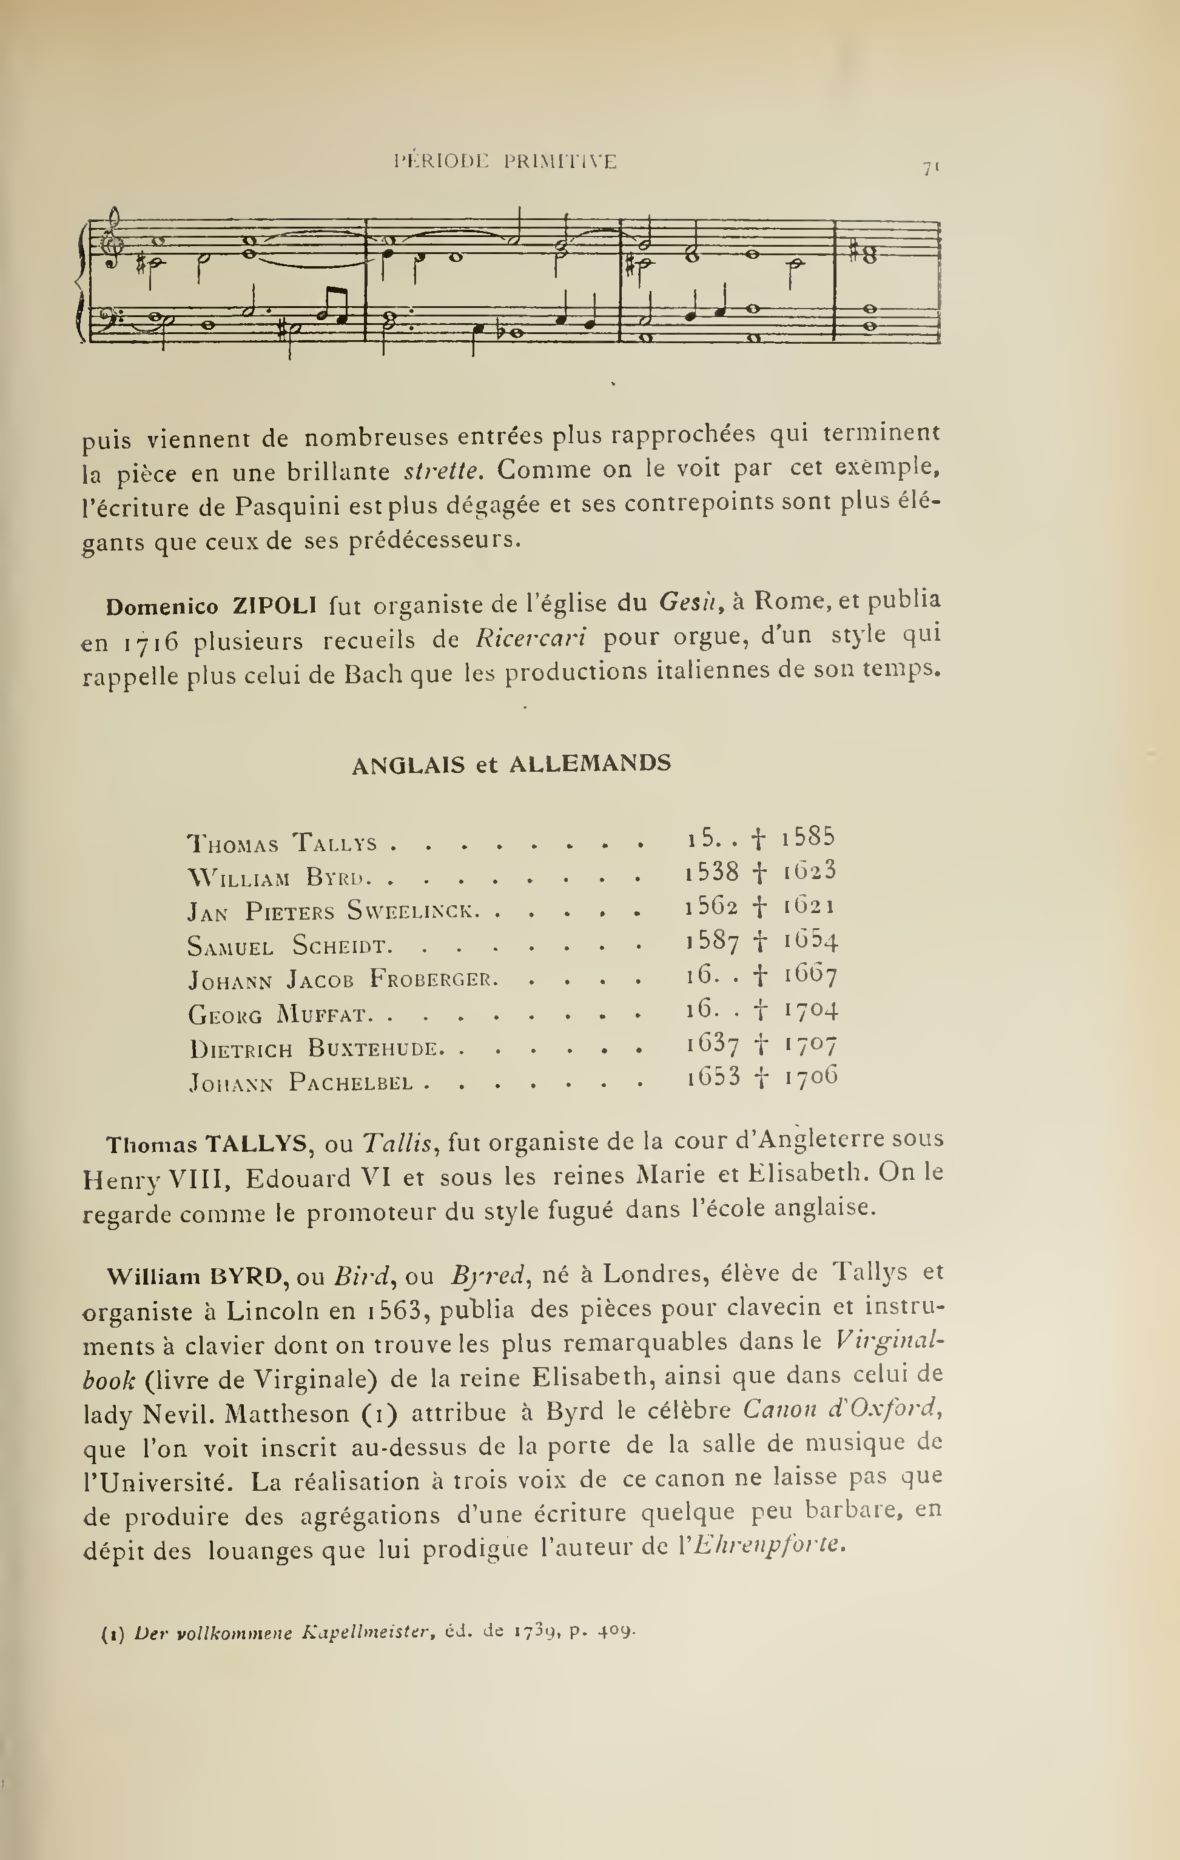 PÉRIODE PRIMITIVE 71
puis viennent de nombreuses entrées plus rapprochées qui terminent
la pièce en une brillante strette. Comme on le voit par cet exemple,
l'écriture de Pasquini est plus dégagée et ses contrepoints sont plus élé-
gants que ceux de ses prédécesseurs.
Domenico ZIPOLI fut organiste de l'église du Gesù, à Rome, et publia
en 1716 plusieurs recueils de Ricercari pour orgue, d'un style qui
rappelle plus celui de Bach que les productions italiennes de son temps.
ANGLAIS et ALLEMANDS
THOMAS TALLYS . . . . . . . . 15. . † 1585
WILLIAM BYRD. . . . . . . . . 1538 † 1623
JAN PIETERS SWEELINCK. . . . . . 1562 † 1621
SAMUEL SCHEIDT. . . . . . . . 1587 † 1654
JOHANN JACOB FROBERGER. . . . . 16. . † 1667
GEORG MUFFAT. . . . . . . . . 16. . † 1704
DIETRICH BUXTEHUDE. . . . . . . 1637 † 1707
JOHANN PACHELBEL . . . . . . . 1653 † 1706
Thomas TALLYS, ou Tallis, fut organiste de la cour d'Angleterre sous
Henry VIII, Edouard VI et sous les reines Marie et Elisabeth. On le
regarde comme le promoteur du style fugué dans l'école anglaise.
William BYRD, ou Bird, ou Byred, né à Londres, élève de Tallys et
organiste à Lincoln en 1563, publia des pièces pour clavecin et instru-
ments à clavier dont on trouve les plus remarquables dans le Virginal-
book (livre de Virginale) de la reine Elisabeth, ainsi que dans celui de
lady Nevil. Mattheson (1) attribue à Byrd le célèbre Canon d'Oxford,
que l'on voit inscrit au-dessus de la porte de la salle de musique de
l'Université. La réalisation à trois voix de ce canon ne laisse pas que
de produire des agrégations d'une écriture quelque peu barbare, en
dépit des louanges que lui prodigue l'auteur de l'Ehrenpforte.
(1) Der vollkommene Kapellmeister, éd. de 1739, p. 409.